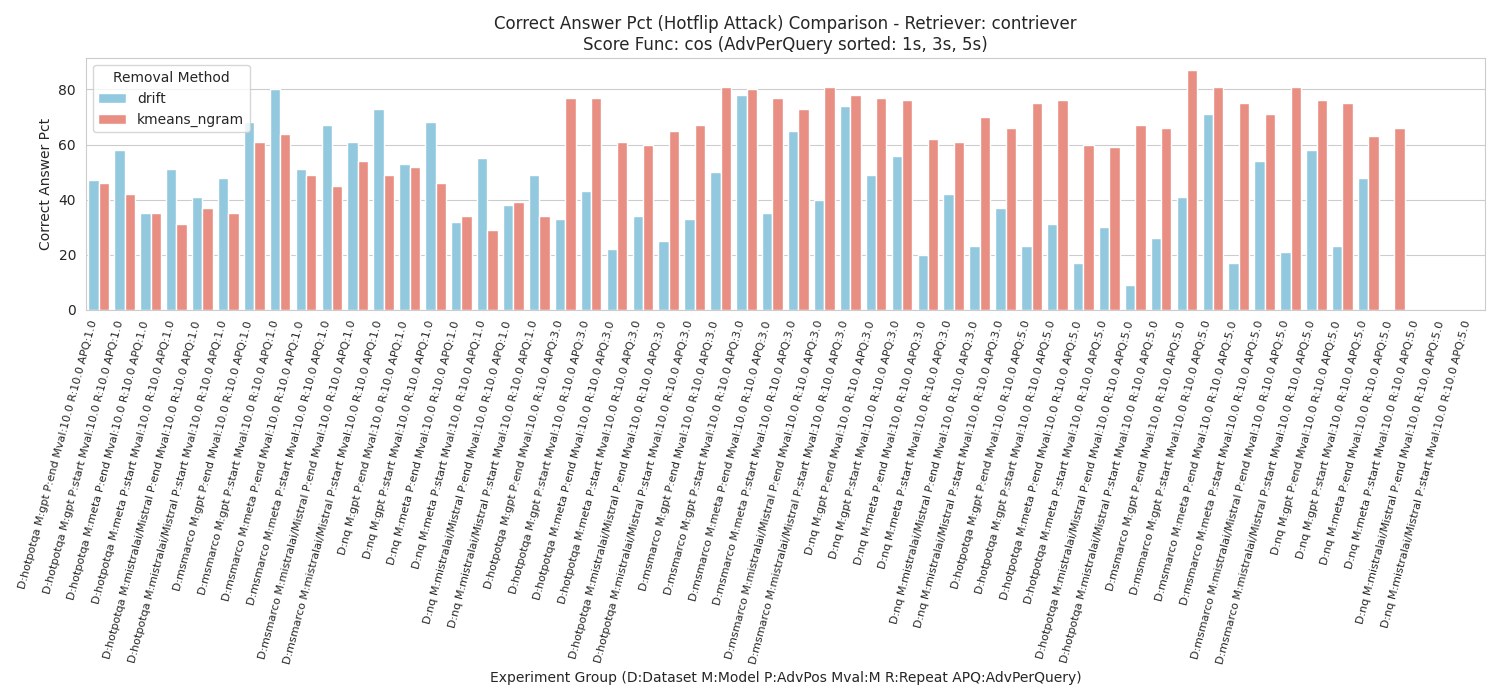 Correct Answer Pct (Hotflip Attack) Comparison - Retriever: contriever
Score Func: cos (AdvPerQuery sorted: 1s, 3s, 5s)
Removal Method
drift
kmeans_ngram
Correct Answer Pct
80
60
40
20
0
D:hotpotqa M:gpt P:end Mval:10.0 R:10.0 APQ:1.0
D:hotpotqa M:gpt P:start Mval:10.0 R:10.0 APQ:1.0
D:hotpotqa M:meta P:end Mval:10.0 R:10.0 APQ:1.0
D:hotpotqa M:meta P:start Mval:10.0 R:10.0 APQ:1.0
D:hotpotqa M:mistralai/Mistral P:end Mval:10.0 R:10.0 APQ:1.0
D:hotpotqa M:mistralai/Mistral P:start Mval:10.0 R:10.0 APQ:1.0
D:msmarco M:gpt P:end Mval:10.0 R:10.0 APQ:1.0
D:msmarco M:gpt P:start Mval:10.0 R:10.0 APQ:1.0
D:msmarco M:meta P:end Mval:10.0 R:10.0 APQ:1.0
D:msmarco M:meta P:start Mval:10.0 R:10.0 APQ:1.0
D:msmarco M:mistralai/Mistral P:end Mval:10.0 R:10.0 APQ:1.0
D:msmarco M:mistralai/Mistral P:start Mval:10.0 R:10.0 APQ:1.0
D:nq M:gpt P:end Mval:10.0 R:10.0 APQ:1.0
D:nq M:gpt P:start Mval:10.0 R:10.0 APQ:1.0
D:nq M:meta P:end Mval:10.0 R:10.0 APQ:1.0
D:nq M:meta P:start Mval:10.0 R:10.0 APQ:1.0
D:nq M:mistralai/Mistral P:end Mval:10.0 R:10.0 APQ:1.0
D:nq M:mistralai/Mistral P:start Mval:10.0 R:10.0 APQ:1.0
D:hotpotqa M:gpt P:end Mval:10.0 R:10.0 APQ:3.0
D:hotpotqa M:gpt P:start Mval:10.0 R:10.0 APQ:3.0
D:hotpotqa M:meta P:end Mval:10.0 R:10.0 APQ:3.0
D:hotpotqa M:meta P:start Mval:10.0 R:10.0 APQ:3.0
D:hotpotqa M:mistralai/Mistral P:end Mval:10.0 R:10.0 APQ:3.0
D:hotpotqa M:mistralai/Mistral P:start Mval:10.0 R:10.0 APQ:3.0
D:msmarco M:gpt P:end Mval:10.0 R:10.0 APQ:3.0
D:msmarco M:gpt P:start Mval:10.0 R:10.0 APQ:3.0
D:msmarco M:meta P:end Mval:10.0 R:10.0 APQ:3.0
D:msmarco M:meta P:start Mval:10.0 R:10.0 APQ:3.0
D:msmarco M:mistralai/Mistral P:end Mval:10.0 R:10.0 APQ:3.0
D:msmarco M:mistralai/Mistral P:start Mval:10.0 R:10.0 APQ:3.0
D:nq M:gpt P:end Mval:10.0 R:10.0 APQ:3.0
D:nq M:gpt P:start Mval:10.0 R:10.0 APQ:3.0
D:nq M:meta P:end Mval:10.0 R:10.0 APQ:3.0
D:nq M:meta P:start Mval:10.0 R:10.0 APQ:3.0
D:nq M:mistralai/Mistral P:end Mval:10.0 R:10.0 APQ:3.0
D:nq M:mistralai/Mistral P:start Mval:10.0 R:10.0 APQ:3.0
D:hotpotqa M:gpt P:end Mval:10.0 R:10.0 APQ:5.0
D:hotpotqa M:gpt P:start Mval:10.0 R:10.0 APQ:5.0
D:hotpotqa M:meta P:end Mval:10.0 R:10.0 APQ:5.0
D:hotpotqa M:meta P:start Mval:10.0 R:10.0 APQ:5.0
D:hotpotqa M:mistralai/Mistral P:end Mval:10.0 R:10.0 APQ:5.0
D:hotpotqa M:mistralai/Mistral P:start Mval:10.0 R:10.0 APQ:5.0
D:msmarco M:gpt P:end Mval:10.0 R:10.0 APQ:5.0
D:msmarco M:gpt P:start Mval:10.0 R:10.0 APQ:5.0
D:msmarco M:meta P:end Mval:10.0 R:10.0 APQ:5.0
D:msmarco M:meta P:start Mval:10.0 R:10.0 APQ:5.0
D:msmarco M:mistralai/Mistral P:end Mval:10.0 R:10.0 APQ:5.0
D:msmarco M:mistralai/Mistral P:start Mval:10.0 R:10.0 APQ:5.0
D:nq M:gpt P:end Mval:10.0 R:10.0 APQ:5.0
D:nq M:gpt P:start Mval:10.0 R:10.0 APQ:5.0
D:nq M:meta P:end Mval:10.0 R:10.0 APQ:5.0
D:nq M:meta P:start Mval:10.0 R:10.0 APQ:5.0
D:nq M:mistralai/Mistral P:end Mval:10.0 R:10.0 APQ:5.0
D:nq M:mistralai/Mistral P:start Mval:10.0 R:10.0 APQ:5.0
Experiment Group (D:Dataset M:Model P:AdvPos Mval:M R:Repeat APQ:AdvPerQuery)